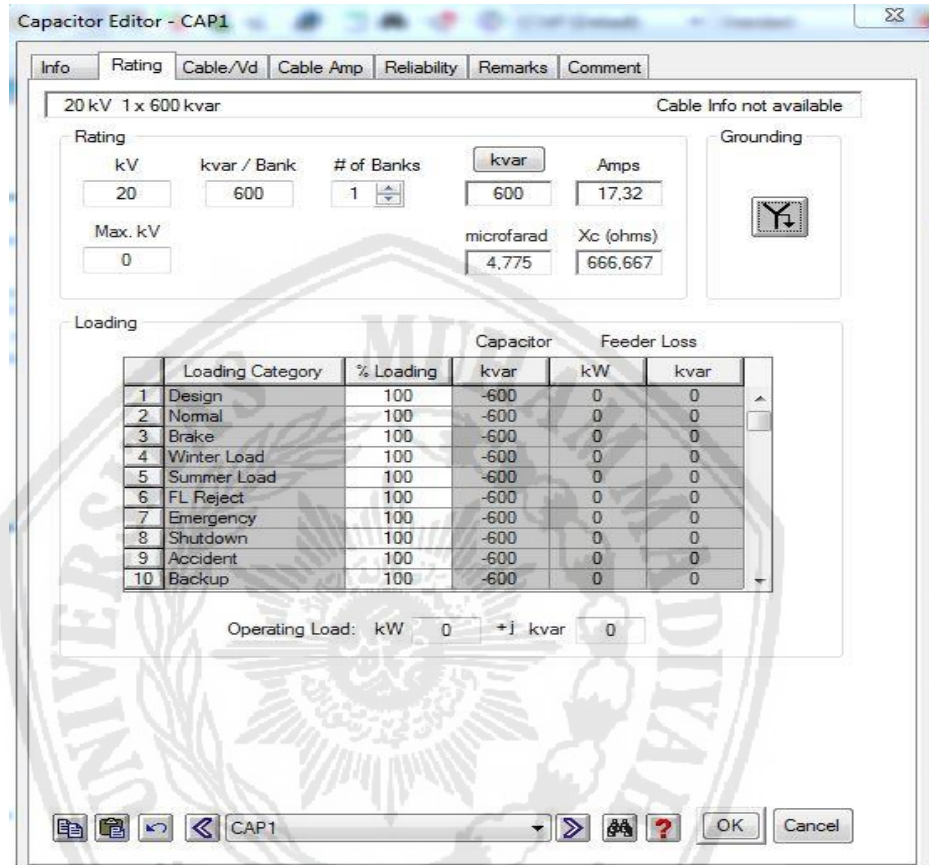 Capacitor Editor - CAP1
Info Rating Cable/Vd Cable Amp Reliability Remarks Comment
20 kV 1 x 600 kvar Cable Info not available
Rating Grounding
kV kvar / Bank # of Banks kvar Amps
20 600 1 600 17,32
Max. kV microfarad Xc (ohms)
0 4,775 666,667
Loading
Capacitor Feeder Loss
Loading Category % Loading kvar kW kvar
1 Design 100 -600 0 0
2 Normal 100 -600 0 0
3 Brake 100 -600 0 0
4 Winter Load 100 -600 0 0
5 Summer Load 100 -600 0 0
6 FL Reject 100 -600 0 0
7 Emergency 100 -600 0 0
8 Shutdown 100 -600 0 0
9 Accident 100 -600 0 0
10 Backup 100 -600 0 0
Operating Load: kW 0 +j kvar 0
CAP1 ? OK Cancel